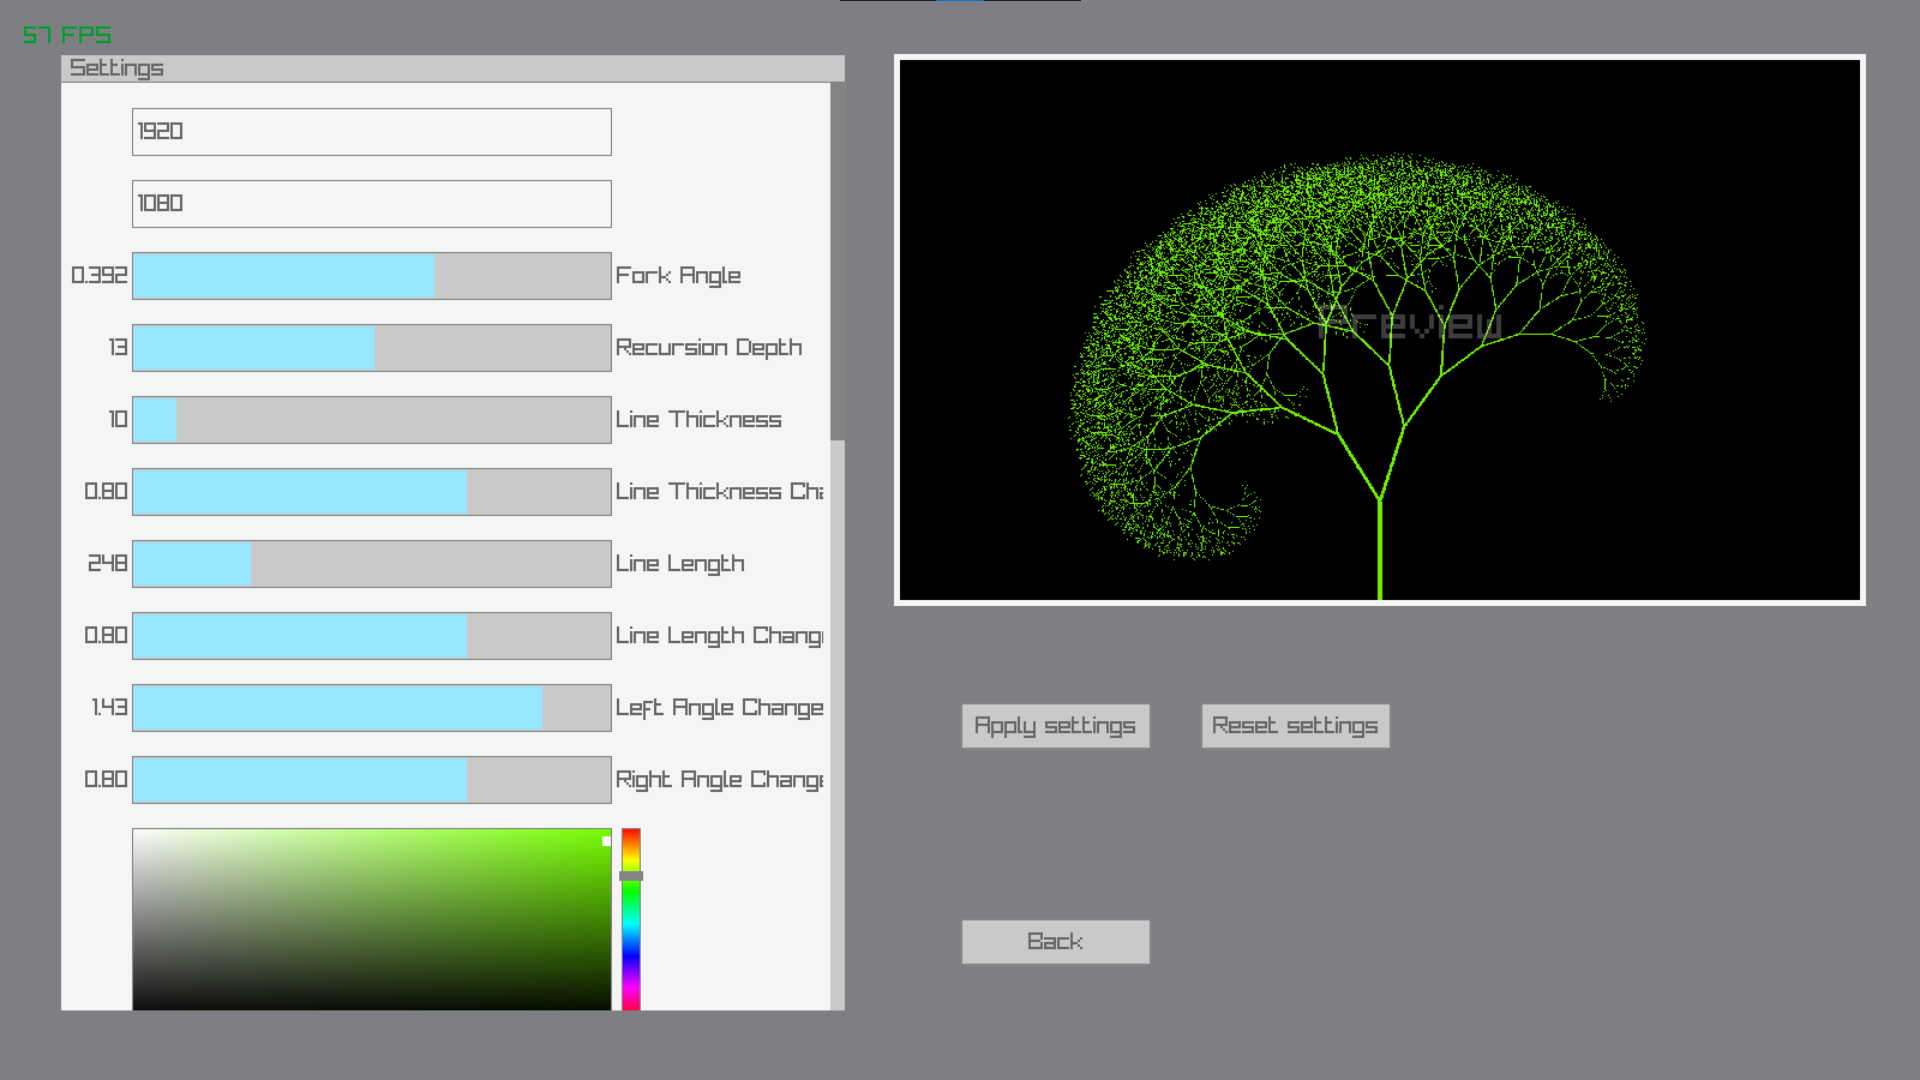 57 FPS
Settings
1920
1080
0.392 Fork Angle
13 Recursion Depth
10 Line Thickness
0.80 Line Thickness Cha
248 Line Length
0.80 Line Length Chang
1.43 Left Angle Change
0.80 Right Angle Change
Preview
Apply settings Reset settings
Back